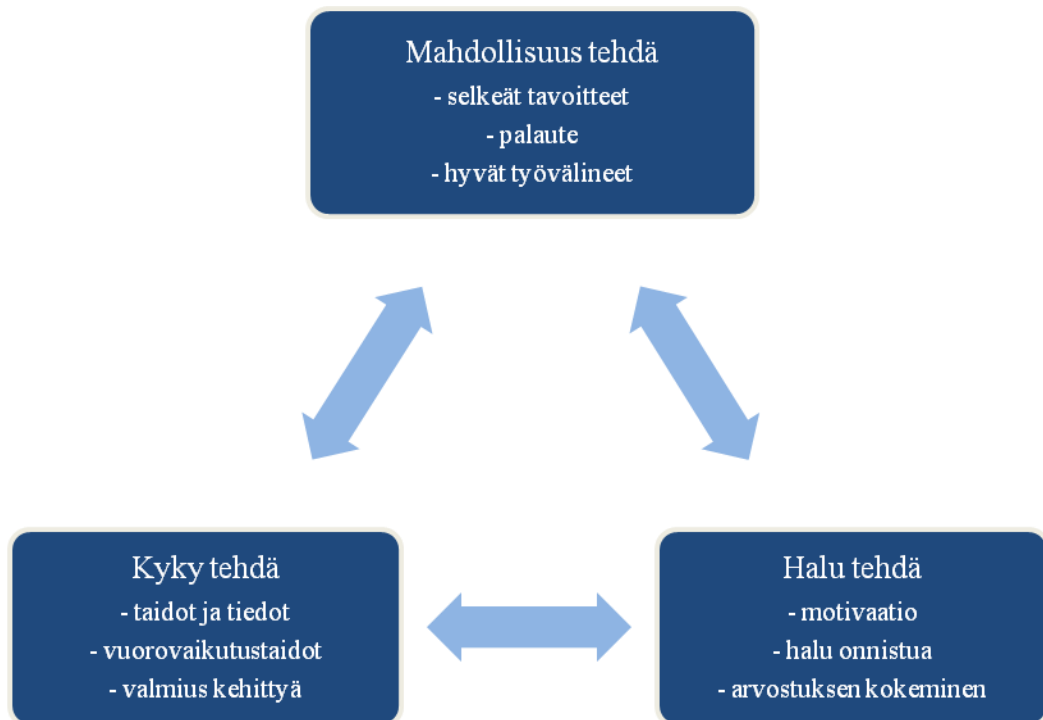 Mahdollisuus tehdä
- selkeät tavoitteet
- palaute
- hyvät työvälineet
Kyky tehdä
- taidot ja tiedot
- vuorovaikutustaidot
- valmius kehittyä
Halu tehdä
- motivaatio
- halu onnistua
- arvostuksen kokeminen